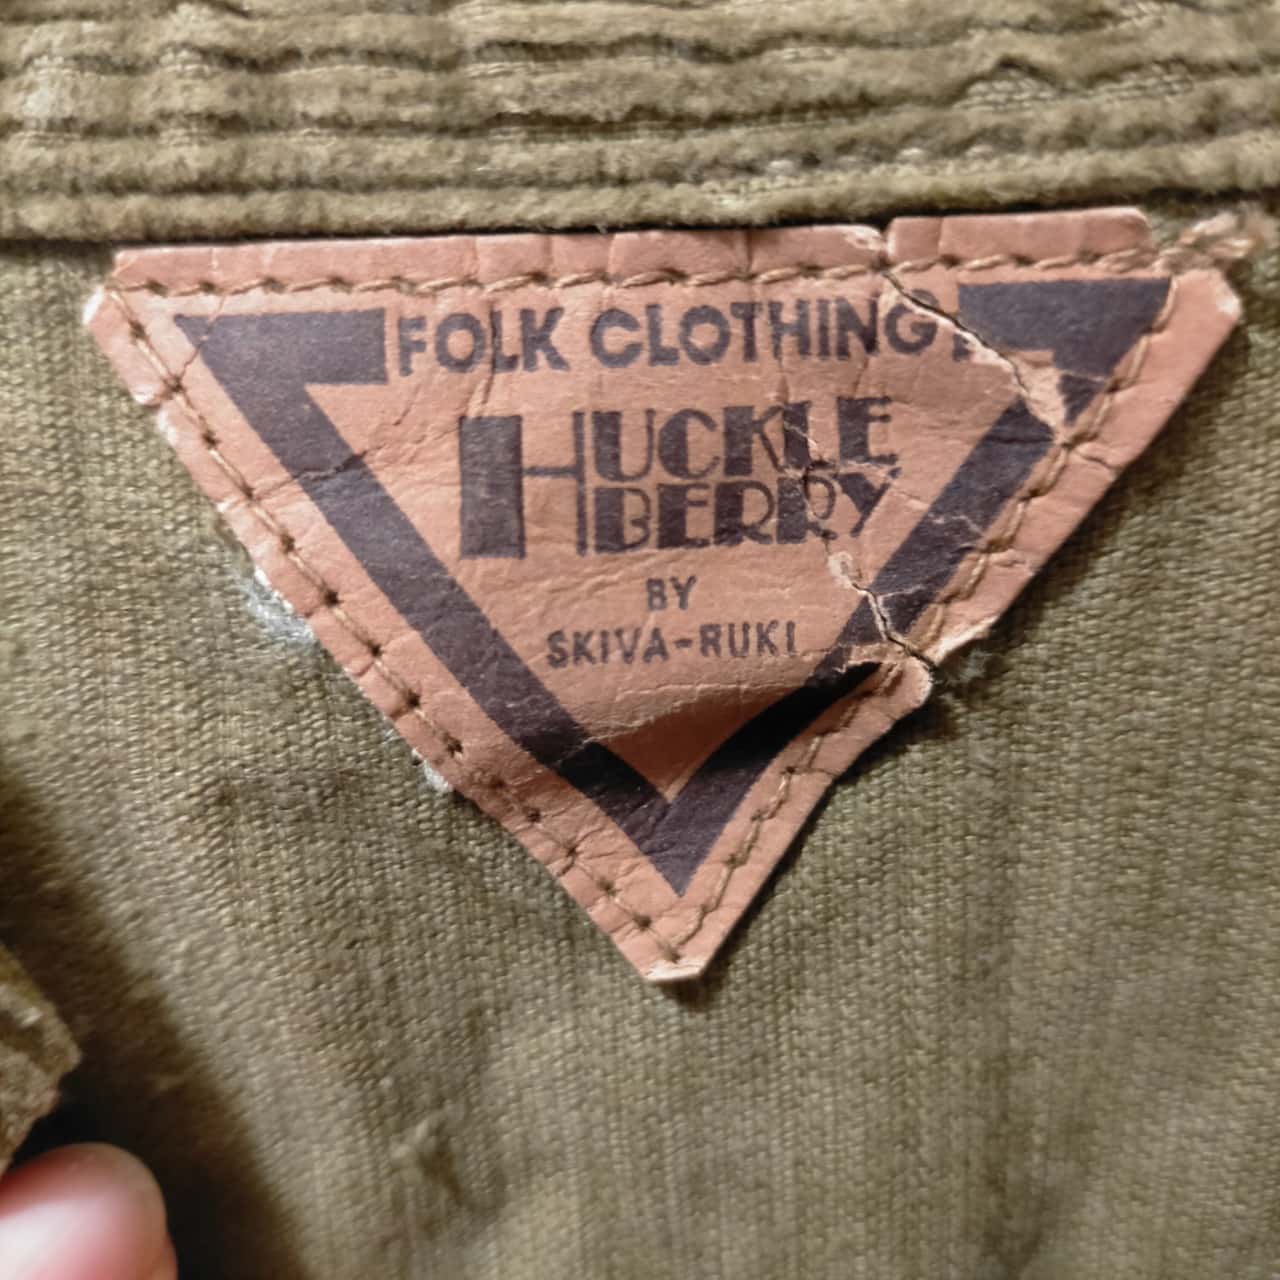 FOLK CLOTHING
HUCKLE
BERRY
BY
SKIVA-RUKI